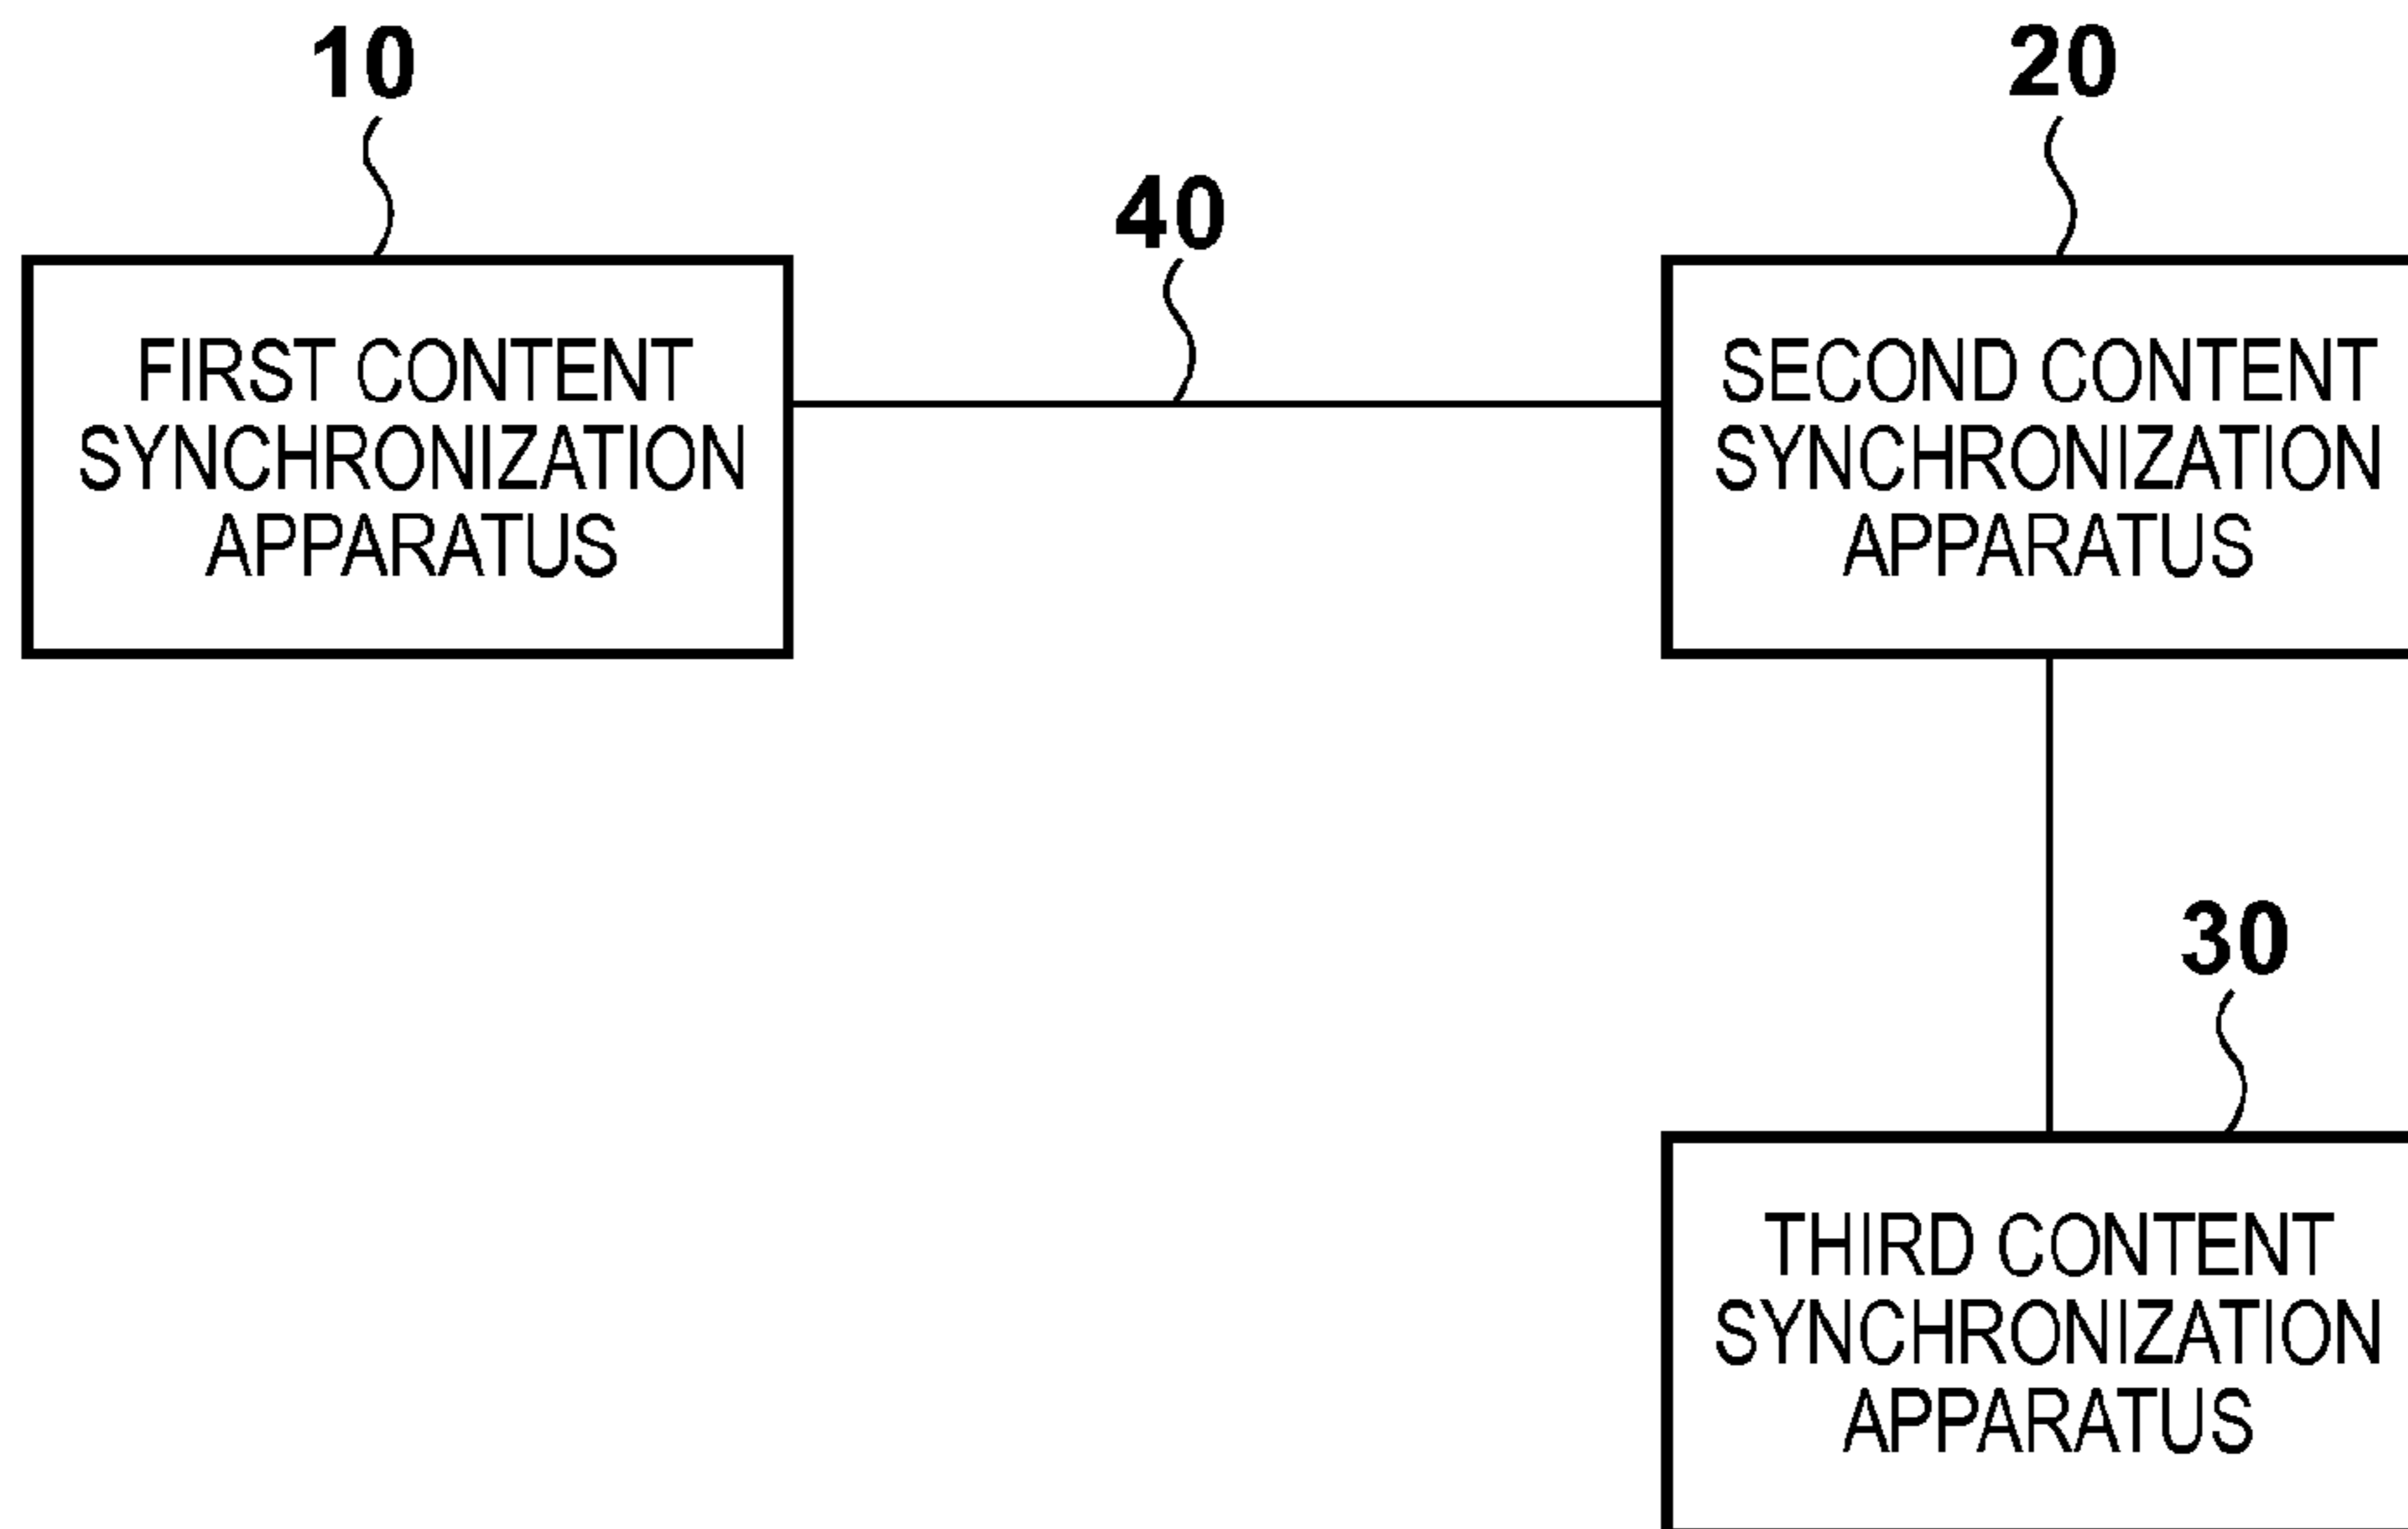 10
20
40
FIRST CONTENT
SYNCHRONIZATION
APPARATUS
SECOND CONTENT
SYNCHRONIZATION
APPARATUS
30
THIRD CONTENT
SYNCHRONIZATION
APPARATUS